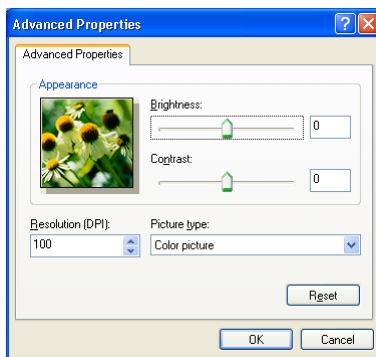 Advanced Properties
Advanced Properties
Appearance
Brightness:
0
Contrast:
0
Resolution (DPI):
Picture type:
100
Color picture
Reset
OK
Cancel